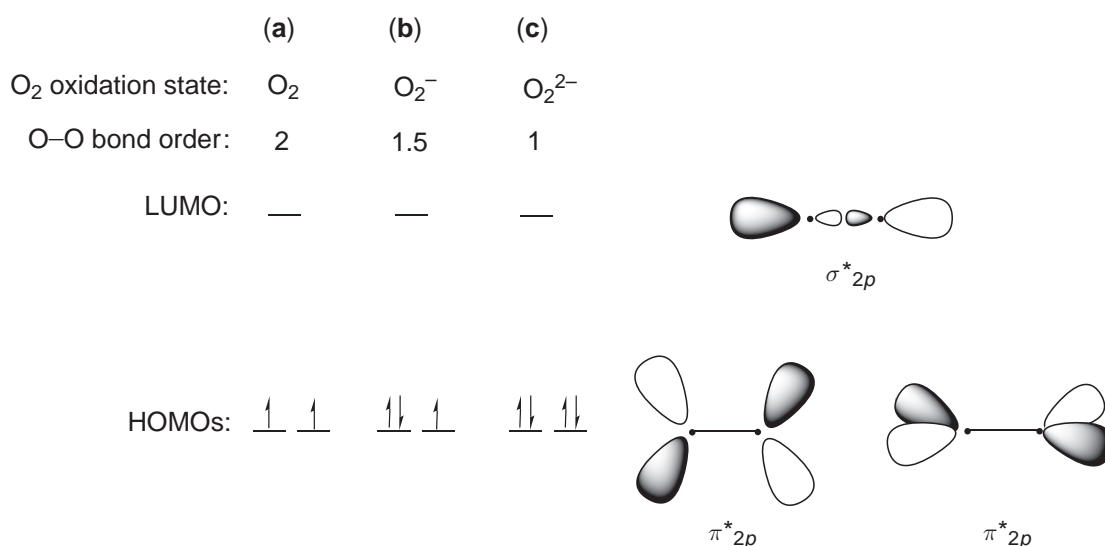 (a) (b) (c)
O₂ oxidation state: O₂ O₂⁻ O₂²⁻
O–O bond order: 2 1.5 1
LUMO:
σ*2p
HOMOs:
π*2p π*2p